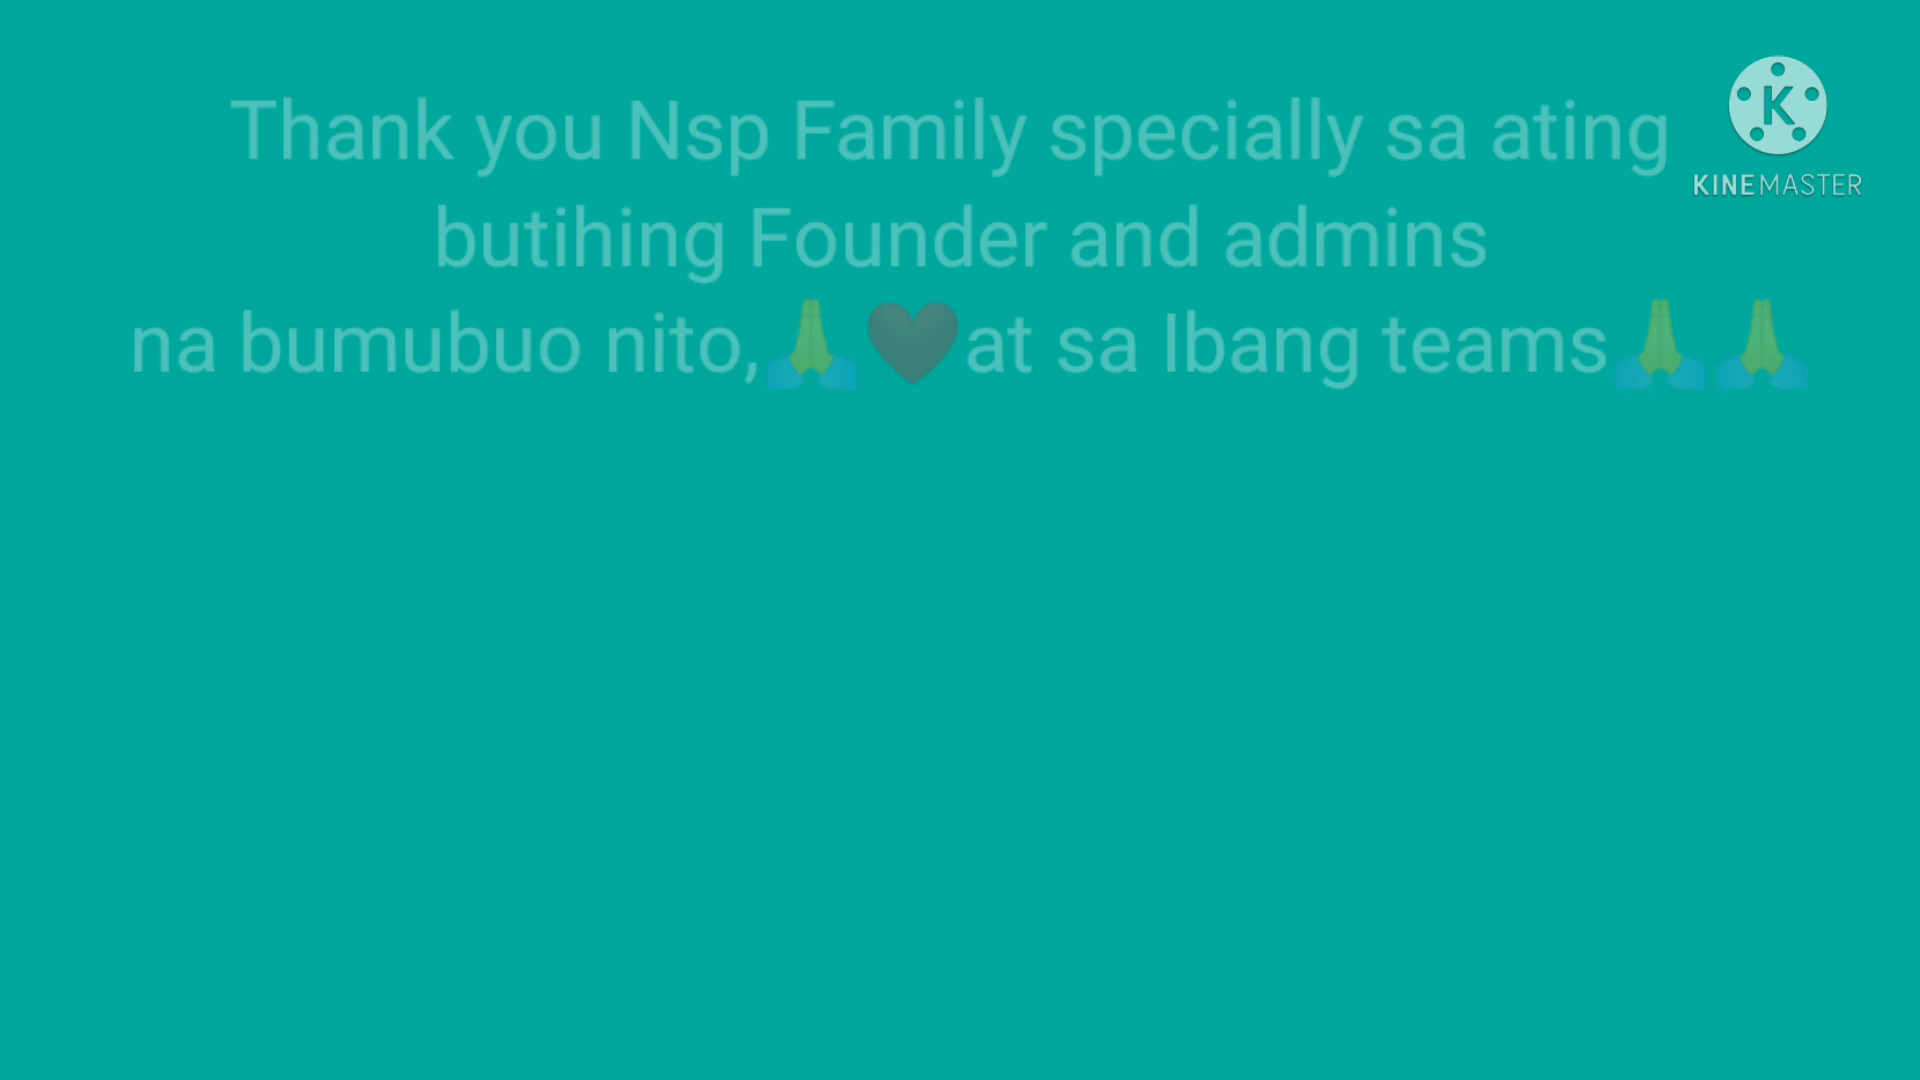 Thank you Nsp Family specially sa ating
butihing Founder and admins
na bumubuo nito,🙏🖤at sa Ibang teams🙏🙏
K
KINEMASTER